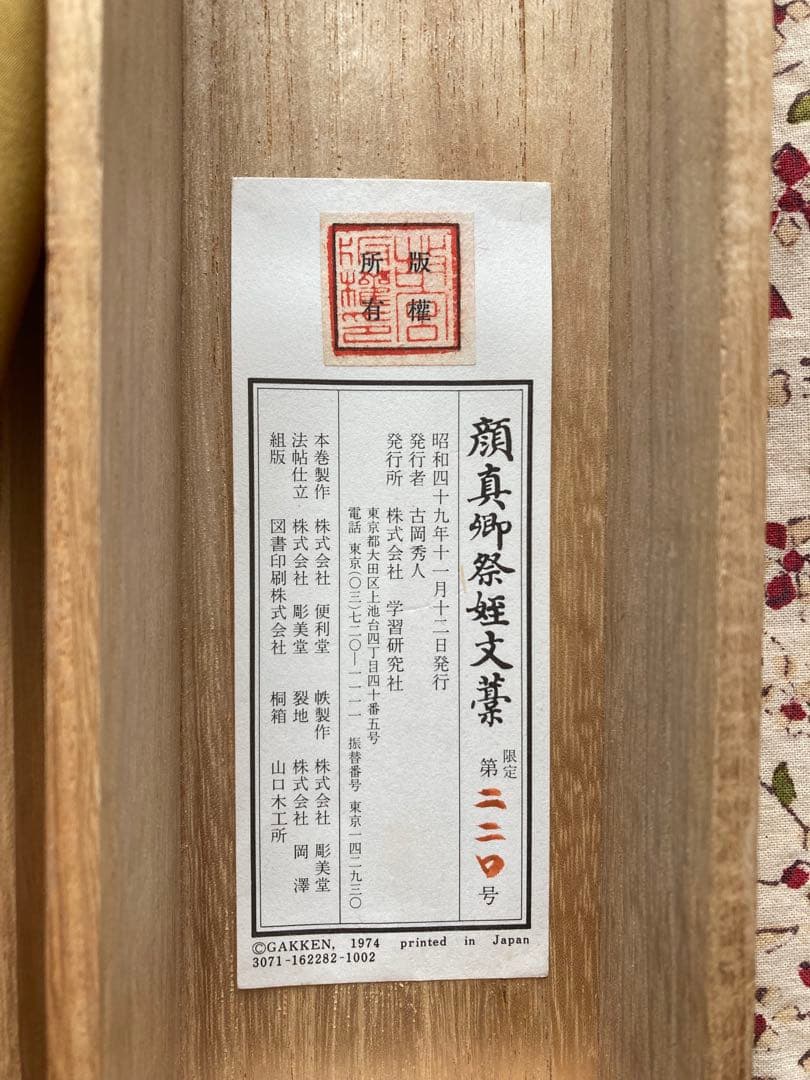 版權
所有
顔真卿祭姪文藁
限定
第二二〇号
昭和四十九年十一月十二日発行
発行者 古岡秀人
発行所 株式会社 学習研究社
東京都大田区上池台四丁目四十番五号
電話 東京(〇三)七二〇―一一一一 振替番号 東京一四二九三〇
本巻製作 株式会社 便利堂 帙製作 株式会社 彫美堂
法帖仕立 株式会社 彫美堂 裂地 株式会社 岡澤
組版 図書印刷株式会社 桐箱 山口木工所
©GAKKEN, 1974 printed in Japan
3071-162282-1002